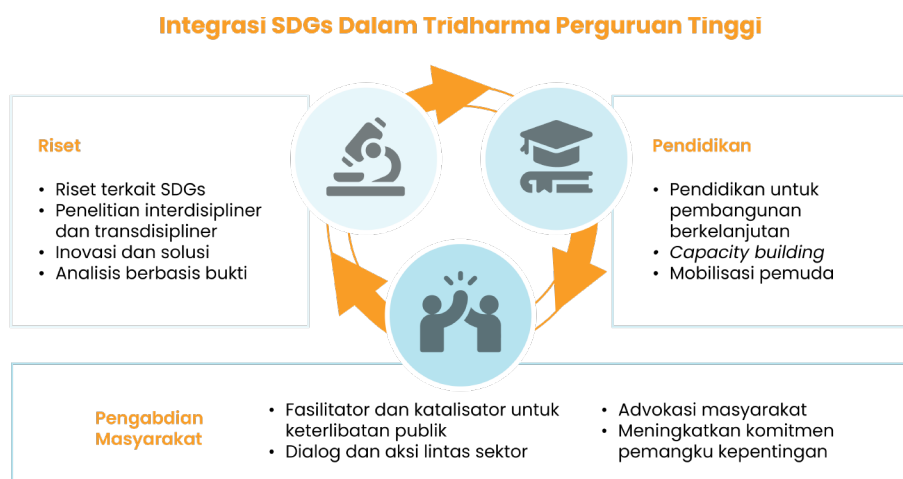 Integrasi SDGs Dalam Tridharma Perguruan Tinggi
Riset
• Riset terkait SDGs
• Penelitian interdisipliner
dan transdisipliner
• Inovasi dan solusi
• Analisis berbasis bukti
Pendidikan
• Pendidikan untuk
pembangunan
berkelanjutan
• Capacity building
• Mobilisasi pemuda
Pengabdian
Masyarakat
• Fasilitator dan katalisator untuk
keterlibatan publik
• Dialog dan aksi lintas sektor
• Advokasi masyarakat
• Meningkatkan komitmen
pemangku kepentingan